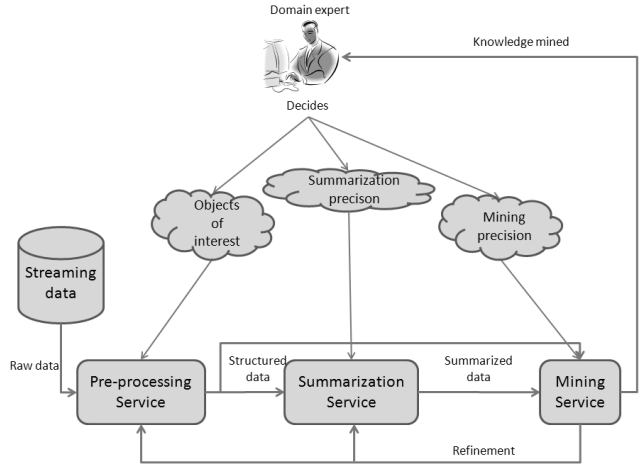 Domain expert
Knowledge mined
Decides
Summarization
precison
Objects
of
interest
Mining
precision
Streaming
data
Raw data
Structured
data
Summarized
data
Pre-processing
Service
Summarization
Service
Mining
Service
Refinement